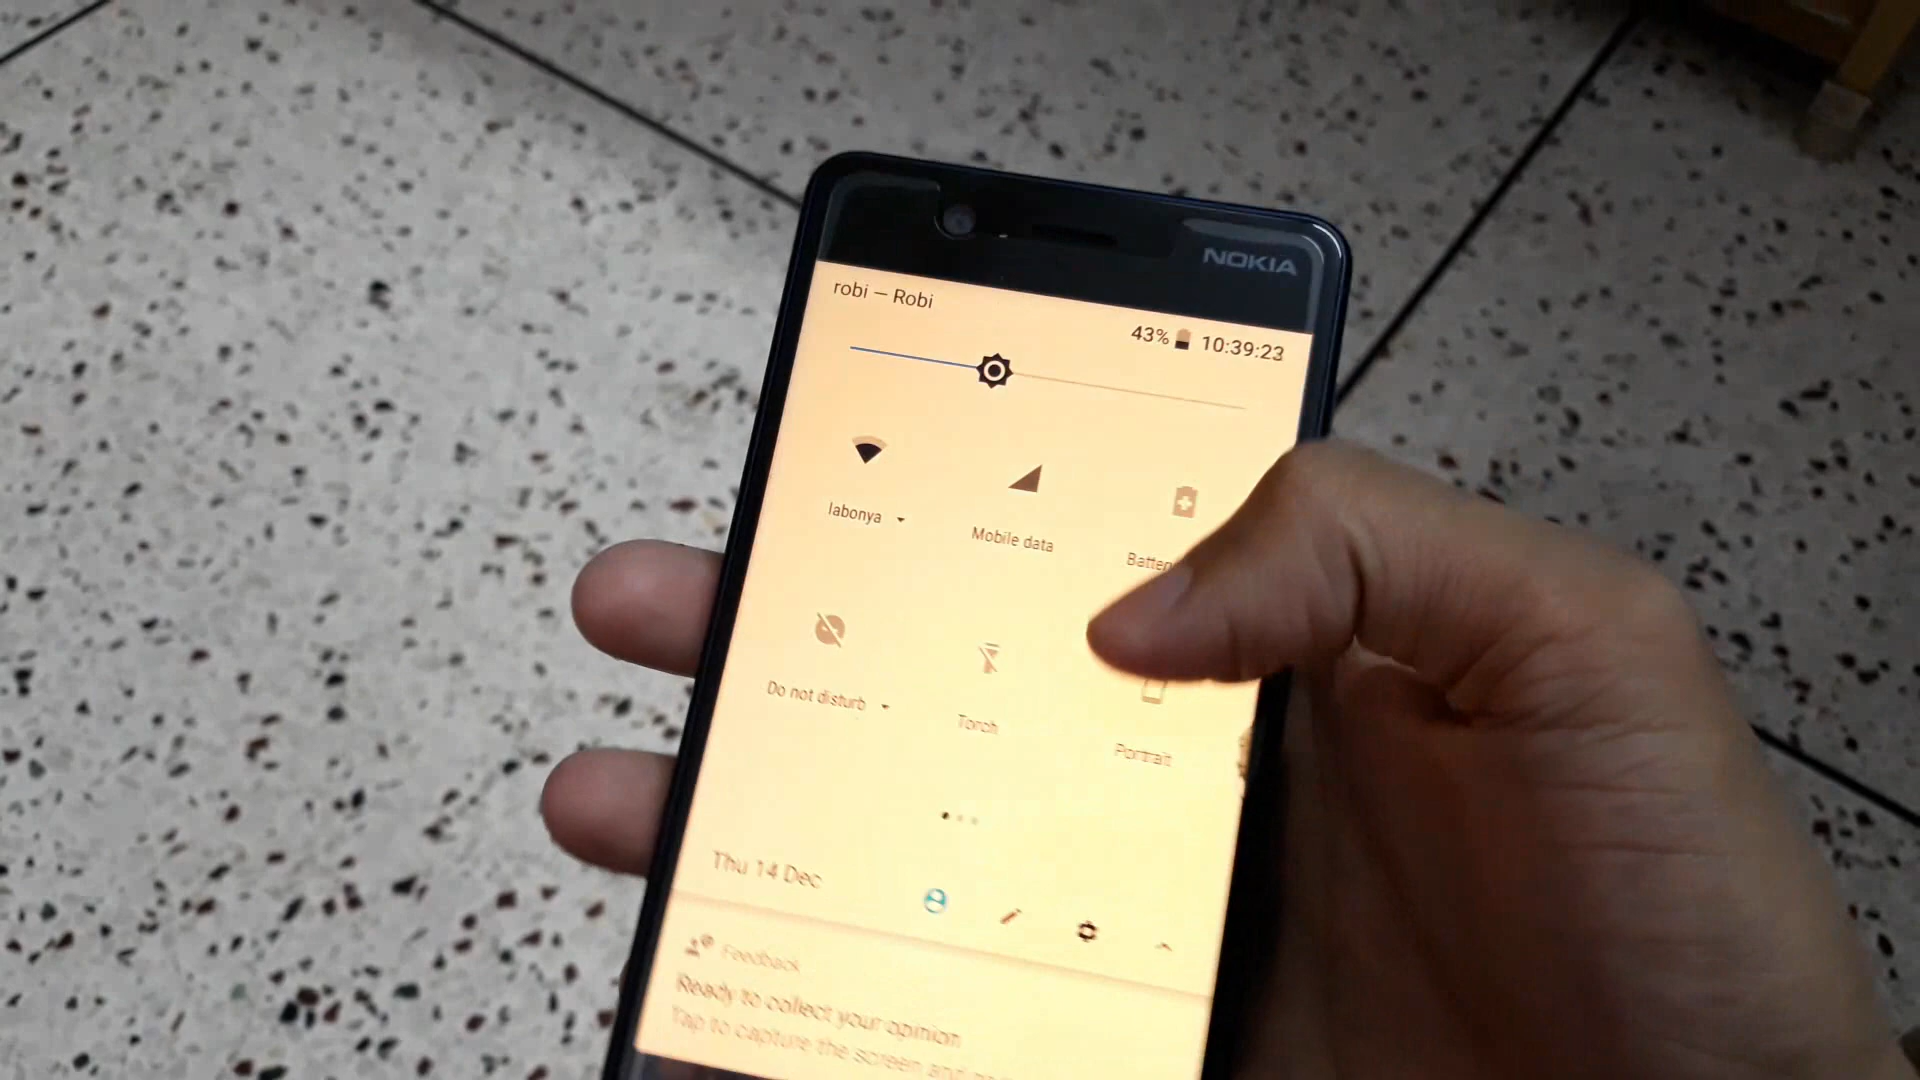 NOKIA
robi — Robi
43% 10:39:23
labonya
Mobile data
Do not disturb
Torch
Portrait
Thu 14 Dec
Feedback
Ready to collect your opinion
Tap to capture the screen and